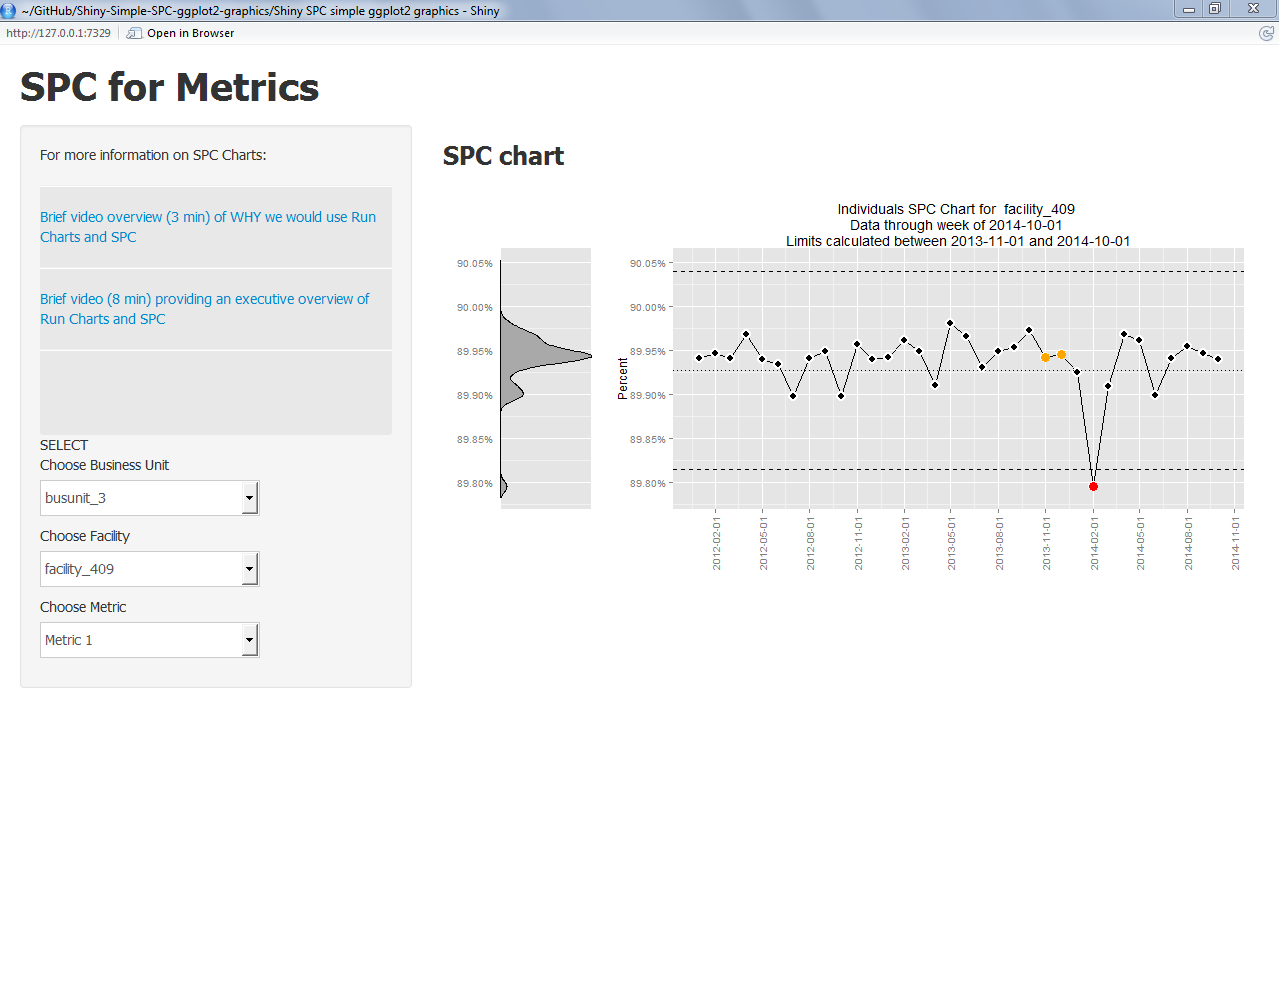 ~/GitHub/Shiny-Simple-SPC-ggplot2-graphics/Shiny SPC simple ggplot2 graphics - Shiny
http://127.0.0.1:7329 Open in Browser
SPC for Metrics
For more information on SPC Charts:
Brief video overview (3 min) of WHY we would use Run
Charts and SPC
Brief video (8 min) providing an executive overview of
Run Charts and SPC
SELECT
Choose Business Unit
busunit_3
Choose Facility
facility_409
Choose Metric
Metric 1
SPC chart
90.05%
90.00%
89.95%
89.90%
89.85%
89.80%
Individuals SPC Chart for facility_409
Data through week of 2014-10-01
Limits calculated between 2013-11-01 and 2014-10-01
Percent
90.05%
90.00%
89.95%
89.90%
89.85%
89.80%
2012-02-01
2012-05-01
2012-08-01
2012-11-01
2013-02-01
2013-05-01
2013-08-01
2013-11-01
2014-02-01
2014-05-01
2014-08-01
2014-11-01